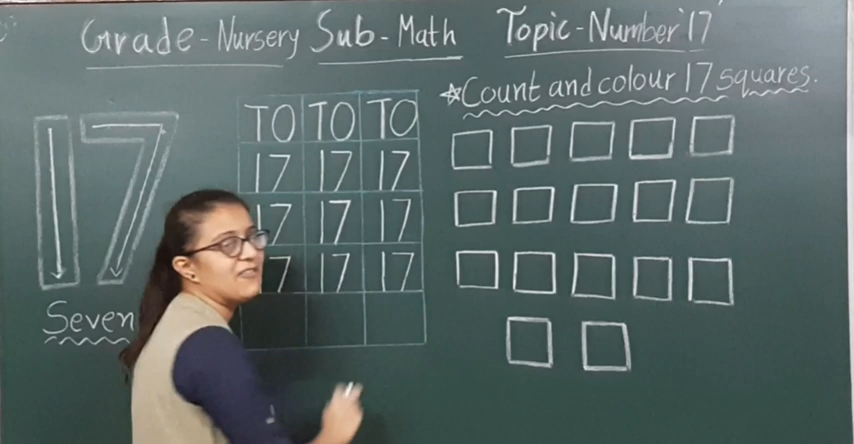 Grade - Nursery Sub - Math Topic - Number '17'
☆Count and colour 17 squares.
17
TO TO TO
17 17 17
17 17 17
17 17 17